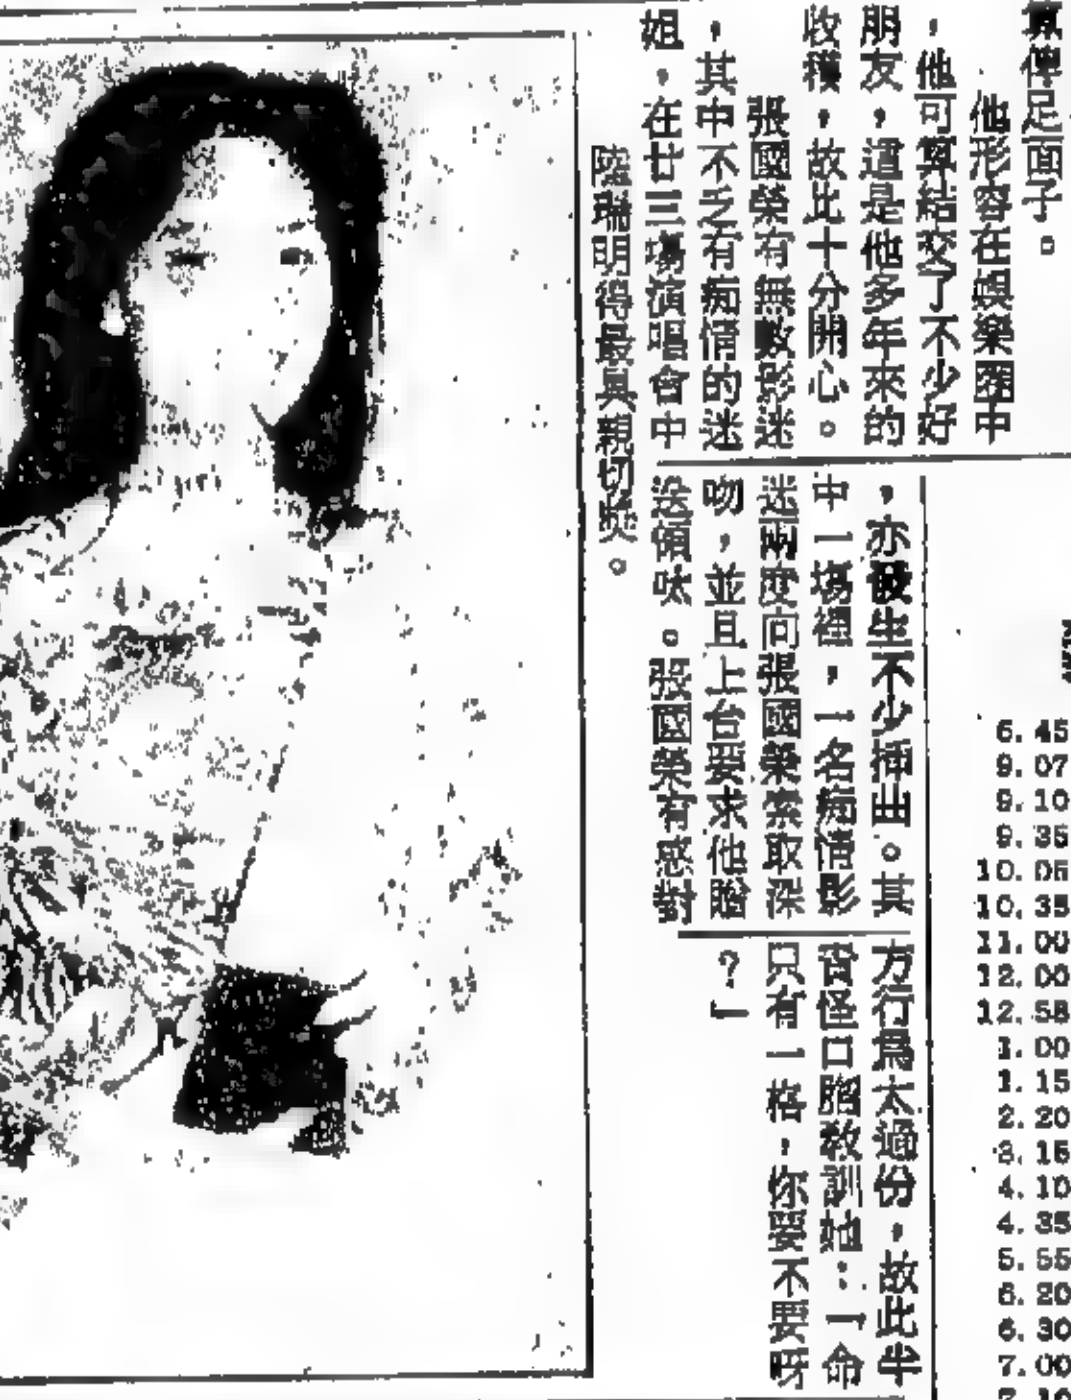 算俾足面子。
他形容在娛樂圈中
，他可算結交了不少好
朋友，這是他多年來的
收穫，故此十分開心。
張國榮有無數影迷
，其中不乏有痴情的迷
姐，在廿三場演唱會中
，亦發生不少插曲。其
中一場裡，一名痴情影
迷兩度向張國榮索取深
吻，並且上台要求他贈
送領呔。張國榮有感對
方行為太過份，故此半
責怪口脗教訓她：一命
只有一格，你要不要呀
？」
陸瑞明得最具親切獎。
6.45
9.07
9.10
9.35
10.05
10.35
11.00
12.00
12.58
1.00
1.15
2.20
3.15
4.10
4.35
5.55
6.20
6.30
7.00